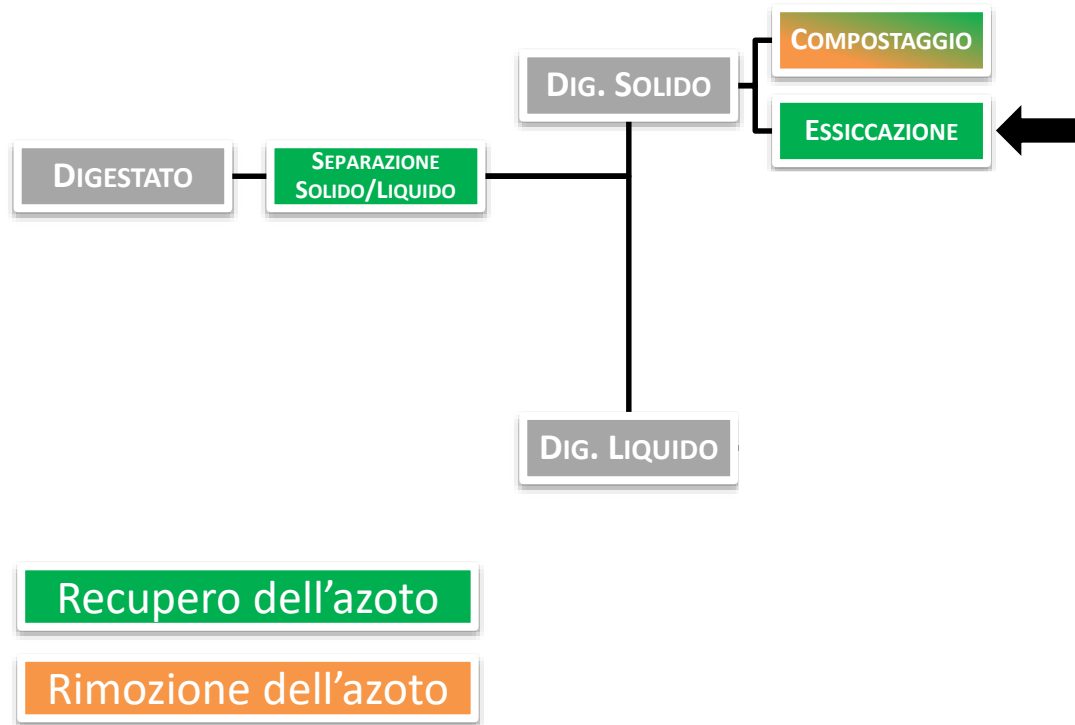 COMPOSTAGGIO
DIG. SOLIDO
ESSICCAZIONE
DIGESTATO
SEPARAZIONE
SOLIDO/LIQUIDO
DIG. LIQUIDO
Recupero dell’azoto
Rimozione dell’azoto